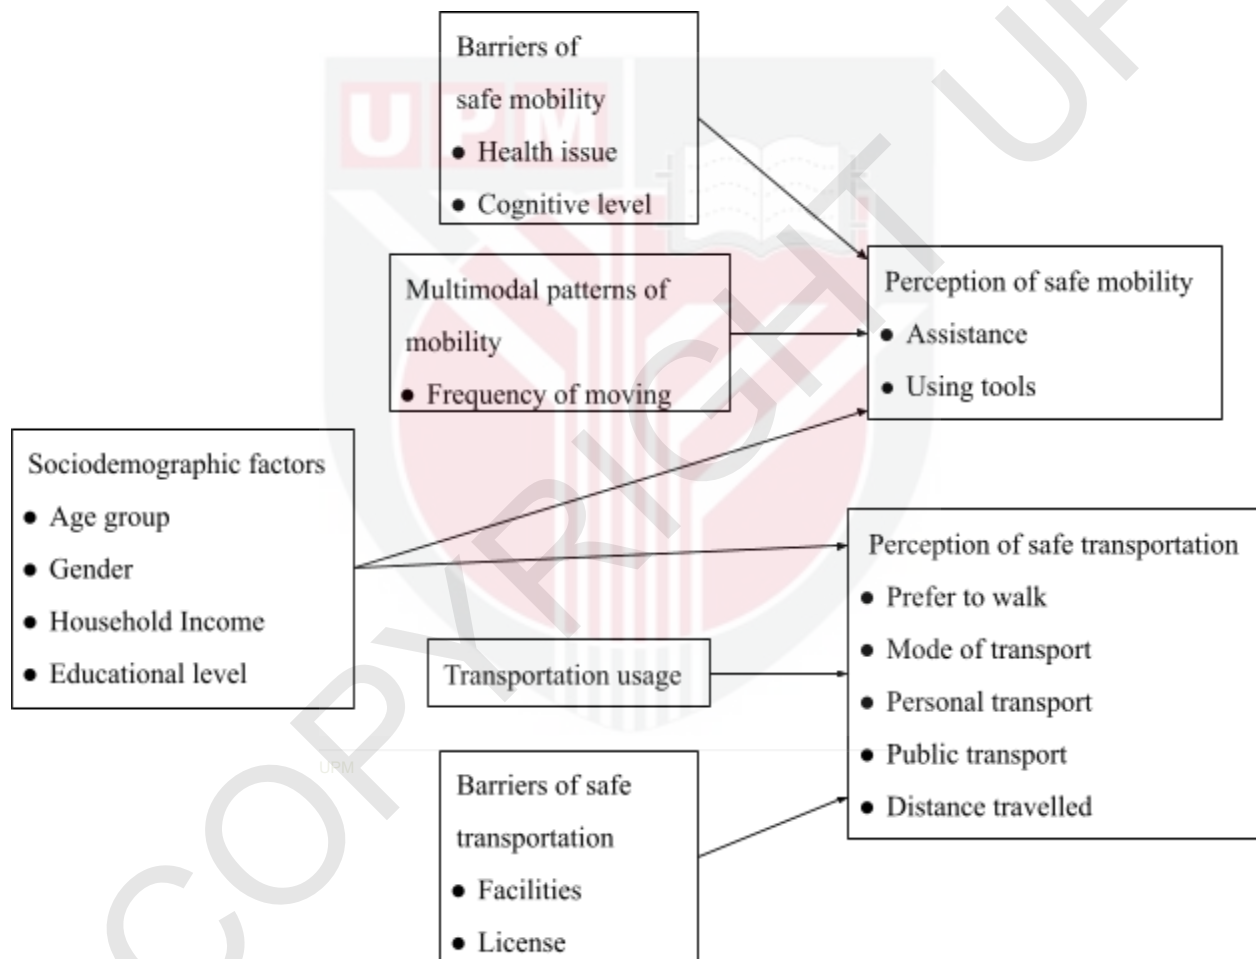 Barriers of
safe mobility
● Health issue
● Cognitive level
Multimodal patterns of
mobility
● Frequency of moving
Perception of safe mobility
● Assistance
● Using tools
Sociodemographic factors
● Age group
● Gender
● Household Income
● Educational level
Perception of safe transportation
● Prefer to walk
● Mode of transport
● Personal transport
● Public transport
● Distance travelled
Transportation usage
Barriers of safe
transportation
● Facilities
● License
UPM
UPM
COPYRIGHT UP